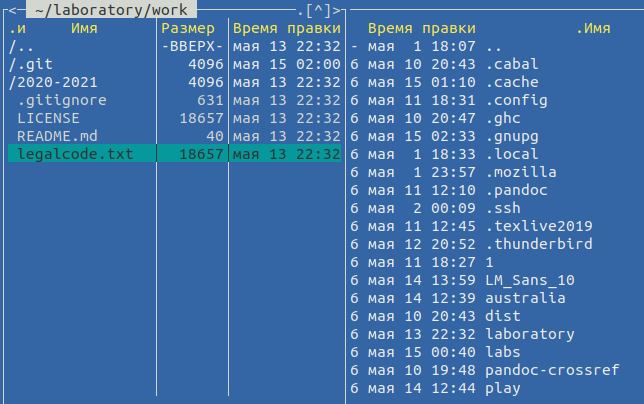 <— ~/laboratory/work .[^]>
.и Имя Размер Время правки
/.. -ВВЕРХ- мая 13 22:32
/.git 4096 мая 15 02:00
/2020-2021 4096 мая 13 22:32
.gitignore 631 мая 13 22:32
LICENSE 18657 мая 13 22:32
README.md 40 мая 13 22:32
legalcode.txt 18657 мая 13 22:32
Время правки .Имя
- мая 1 18:07 ..
6 мая 10 20:43 .cabal
6 мая 15 01:10 .cache
6 мая 11 18:31 .config
6 мая 10 20:47 .ghc
6 мая 15 02:33 .gnupg
6 мая 1 18:33 .local
6 мая 1 23:57 .mozilla
6 мая 11 12:10 .pandoc
6 мая 2 00:09 .ssh
6 мая 11 12:45 .texlive2019
6 мая 12 20:52 .thunderbird
6 мая 11 18:27 1
6 мая 14 13:59 LM_Sans_10
6 мая 14 12:39 australia
6 мая 10 20:43 dist
6 мая 13 22:32 laboratory
6 мая 15 00:40 labs
6 мая 10 19:48 pandoc-crossref
6 мая 14 12:44 play